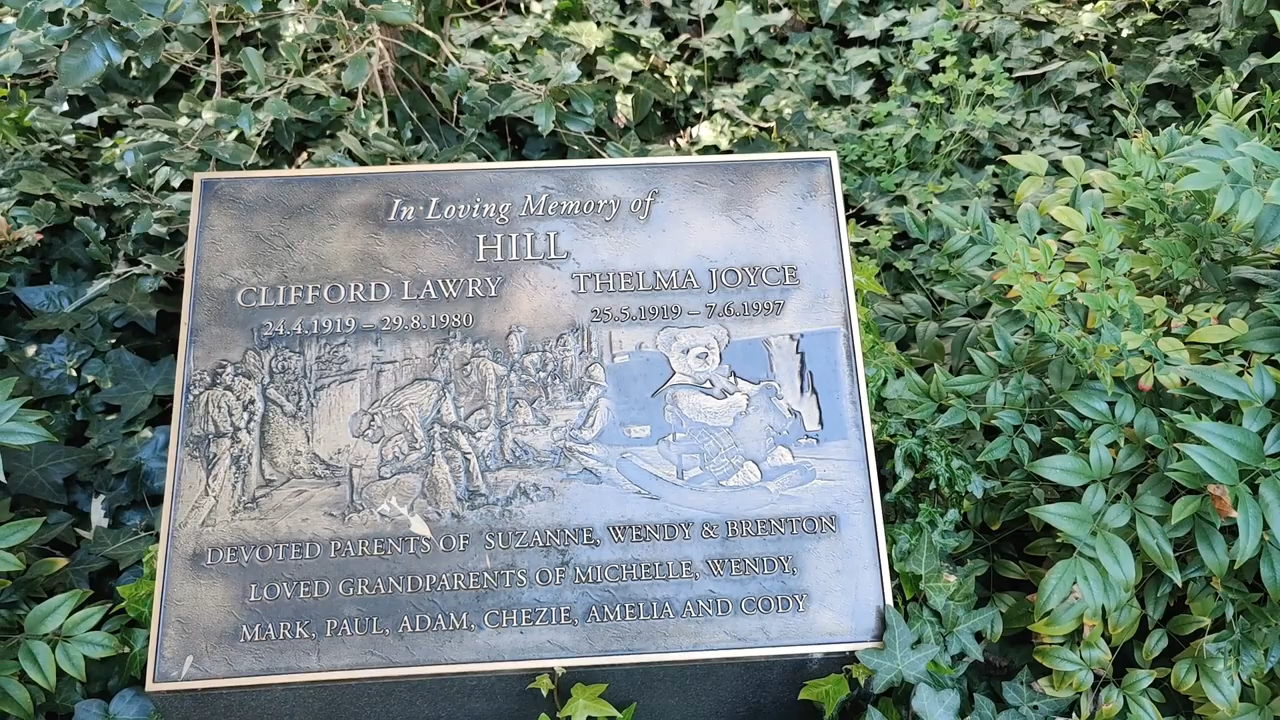 In Loving Memory of
HILL
CLIFFORD LAWRY THELMA JOYCE
24.4.1919 – 29.8.1980 25.5.1919 – 7.6.1997
DEVOTED PARENTS OF SUZANNE, WENDY & BRENTON
LOVED GRANDPARENTS OF MICHELLE, WENDY,
MARK, PAUL, ADAM, CHEZIE, AMELIA AND CODY